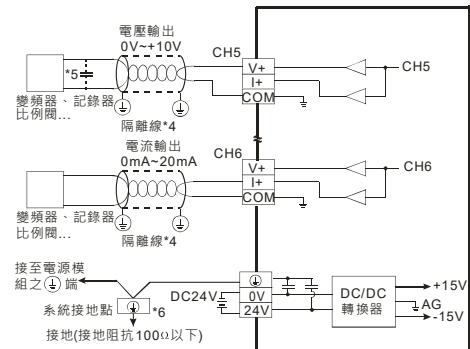 電壓輸出
0V~+10V
CH5
V+
I+
COM
CH5
*5
變頻器、記錄器
比例閥...
隔離線*4
電流輸出
0mA~20mA
CH6
V+
I+
COM
CH6
變頻器、記錄器
比例閥...
隔離線*4
接至電源模
組之 端
系統接地點
*6
接地(接地阻抗100Ω以下)
DC24V
0V
24V
DC/DC
轉換器
+15V
AG
-15V